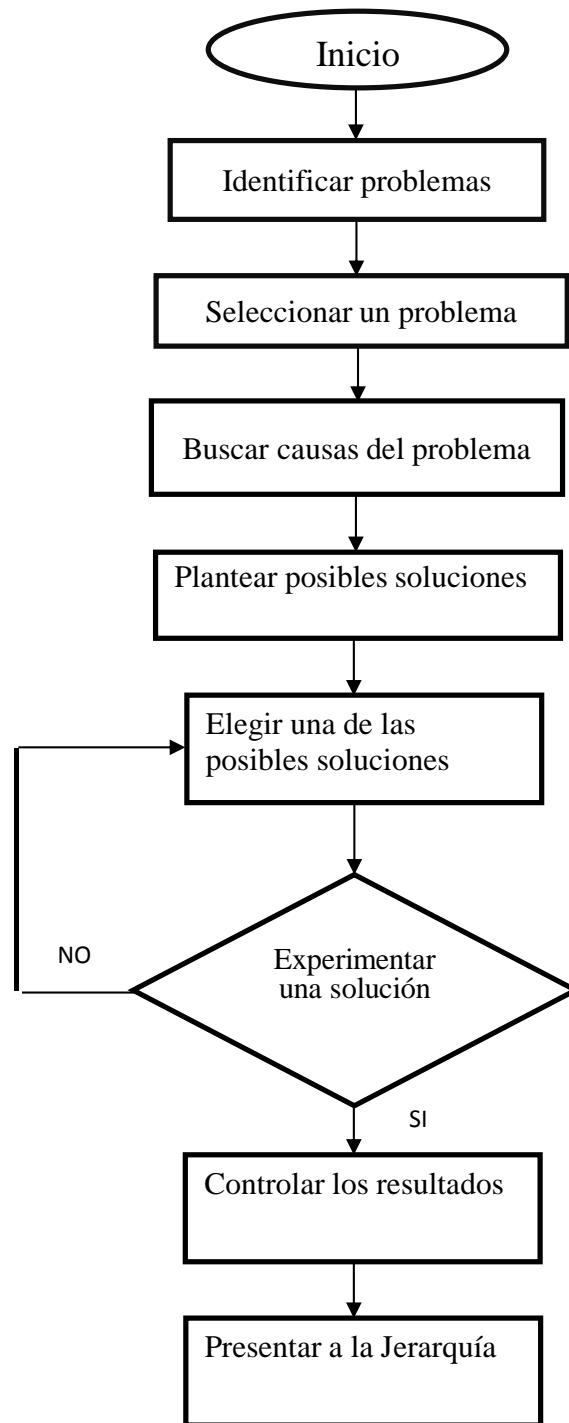 Inicio
Identificar problemas
Seleccionar un problema
Buscar causas del problema
Plantear posibles soluciones
Elegir una de las
posibles soluciones
Experimentar
una solución
NO
SI
Controlar los resultados
Presentar a la Jerarquía